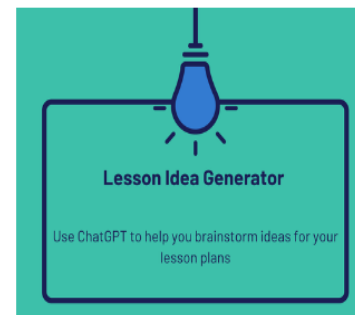 Lesson Idea Generator
Use ChatGPT to help you brainstorm ideas for your
lesson plans